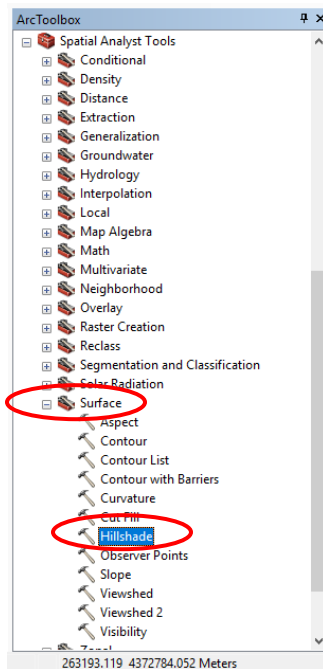 ArcToolbox
Spatial Analyst Tools
Conditional
Density
Distance
Extraction
Generalization
Groundwater
Hydrology
Interpolation
Local
Map Algebra
Math
Multivariate
Neighborhood
Overlay
Raster Creation
Reclass
Segmentation and Classification
Solar Radiation
Surface
Aspect
Contour
Contour List
Contour with Barriers
Curvature
Cut Fill
Hillshade
Observer Points
Slope
Viewshed
Viewshed 2
Visibility
Zonal
263193.119 4372784.052 Meters